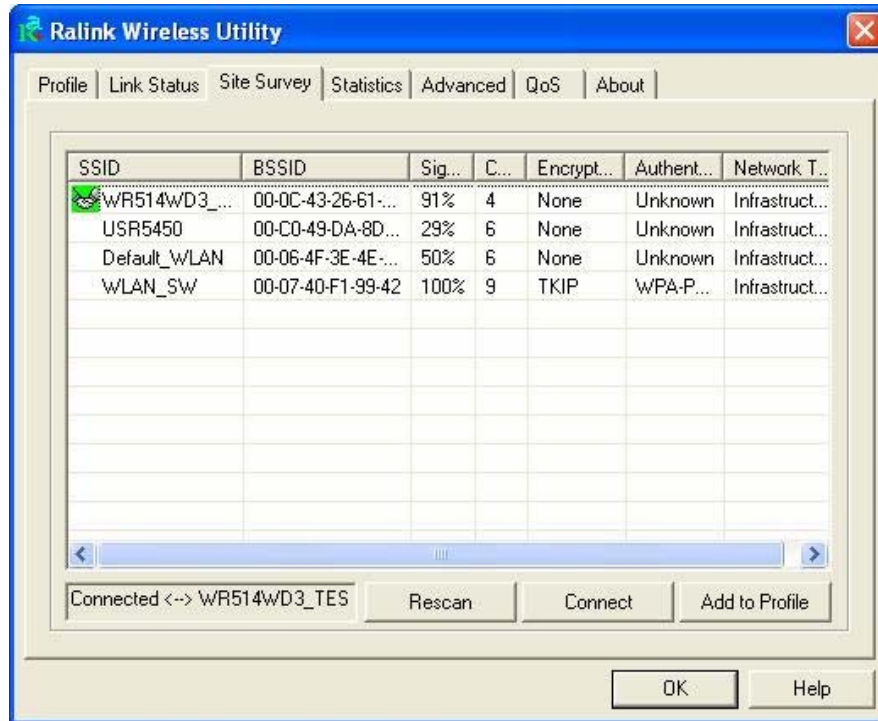 Ralink Wireless Utility
Profile Link Status Site Survey Statistics Advanced QoS About
SSID BSSID Sig... C... Encrypt... Authent... Network T...
WR514WD3_... 00-0C-43-26-61-... 91% 4 None Unknown Infrastruct...
USR5450 00-C0-49-DA-8D... 29% 6 None Unknown Infrastruct...
Default_WLAN 00-06-4F-3E-4E-... 50% 6 None Unknown Infrastruct...
WLAN_SW 00-07-40-F1-99-42 100% 9 TKIP WPA-P... Infrastruct...
Connected <--> WR514WD3_TES Rescan Connect Add to Profile
OK Help